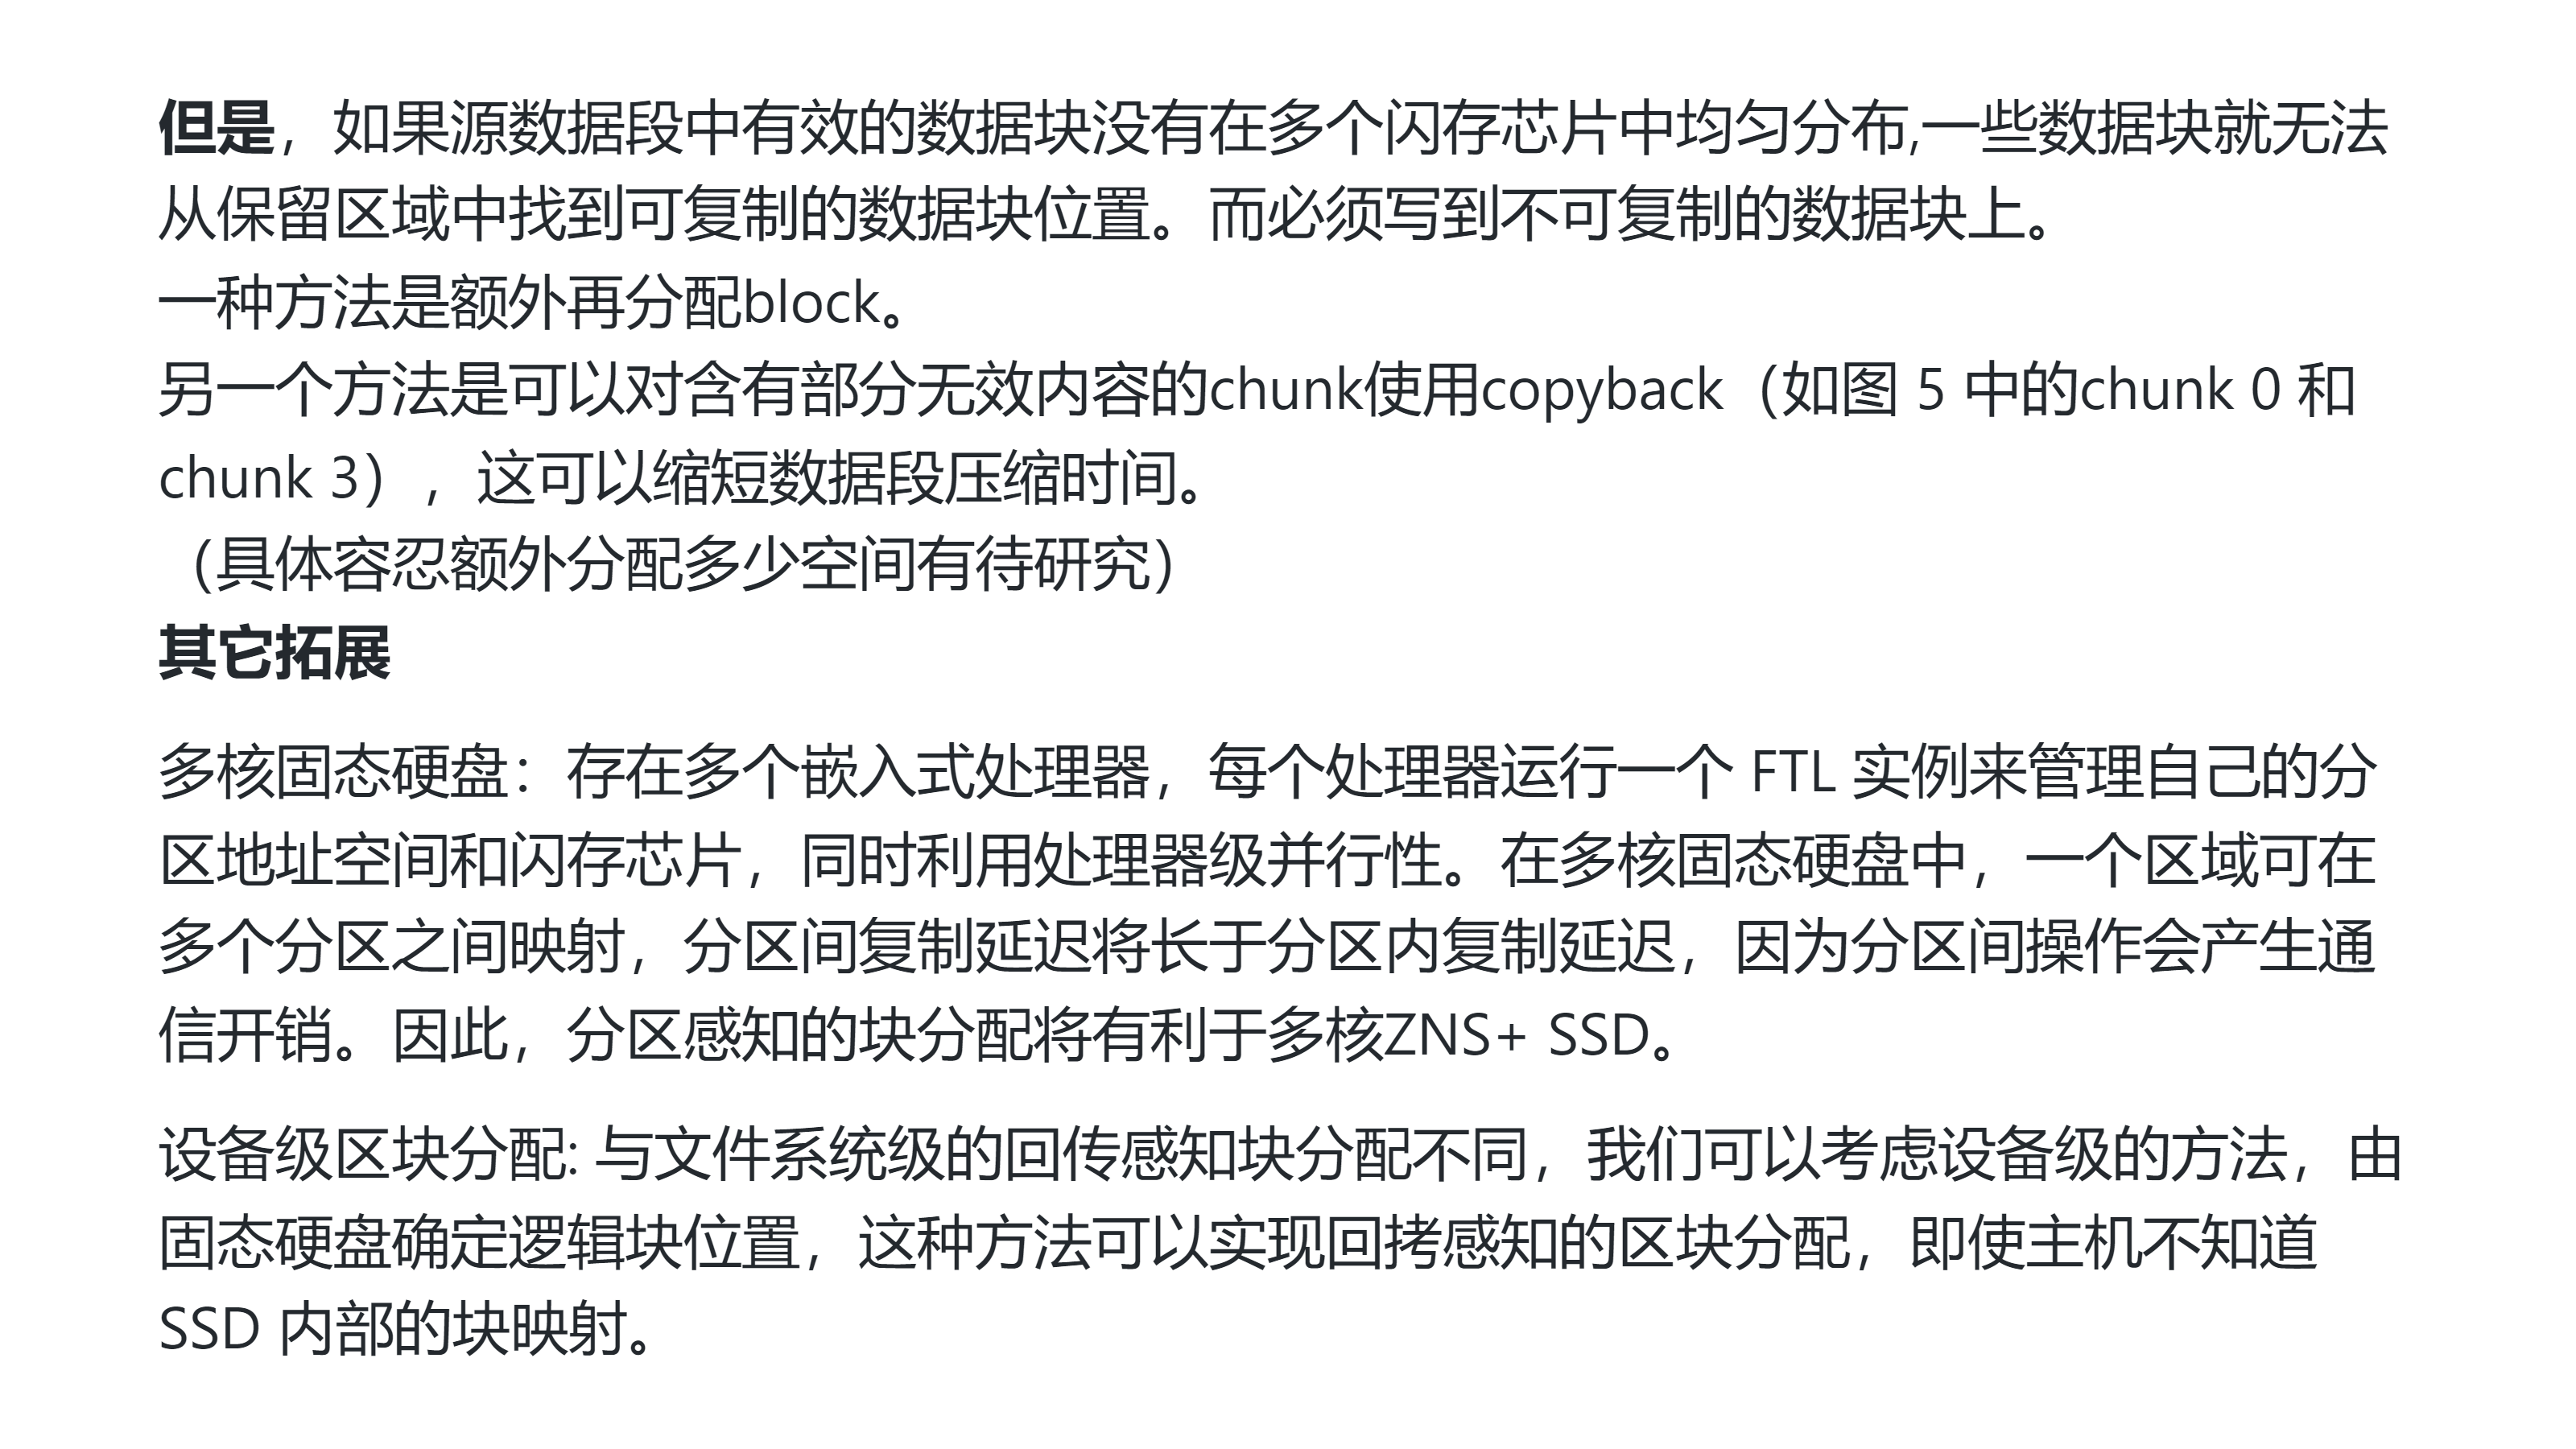 但是，如果源数据段中有效的数据块没有在多个闪存芯片中均匀分布,一些数据块就无法
从保留区域中找到可复制的数据块位置。而必须写到不可复制的数据块上。
一种方法是额外再分配block。
另一个方法是可以对含有部分无效内容的chunk使用copyback（如图 5 中的chunk 0 和
chunk 3），这可以缩短数据段压缩时间。
（具体容忍额外分配多少空间有待研究）
其它拓展
多核固态硬盘：存在多个嵌入式处理器，每个处理器运行一个 FTL 实例来管理自己的分
区地址空间和闪存芯片，同时利用处理器级并行性。在多核固态硬盘中，一个区域可在
多个分区之间映射，分区间复制延迟将长于分区内复制延迟，因为分区间操作会产生通
信开销。因此，分区感知的块分配将有利于多核ZNS+ SSD。
设备级区块分配: 与文件系统级的回传感知块分配不同，我们可以考虑设备级的方法，由
固态硬盘确定逻辑块位置，这种方法可以实现回拷感知的区块分配，即使主机不知道
SSD 内部的块映射。